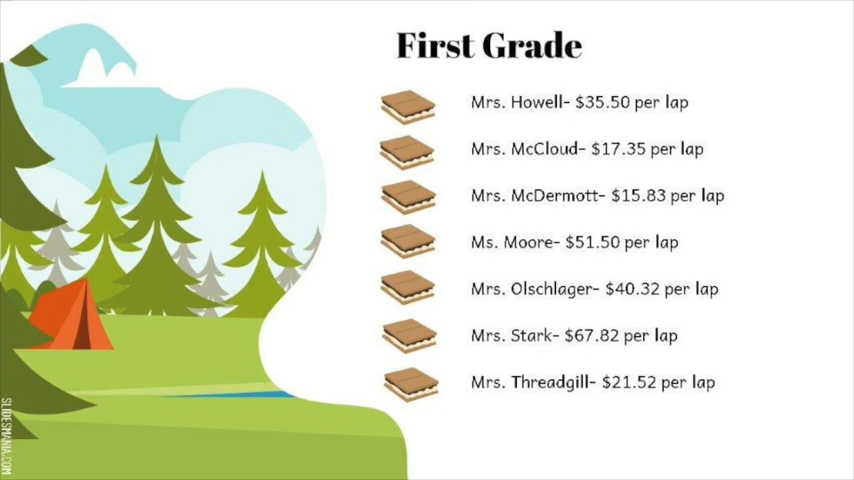 First Grade
Mrs. Howell- $35.50 per lap
Mrs. McCloud- $17.35 per lap
Mrs. McDermott- $15.83 per lap
Ms. Moore- $51.50 per lap
Mrs. Olschlager- $40.32 per lap
Mrs. Stark- $67.82 per lap
Mrs. Threadgill- $21.52 per lap
SLIDESMANIA.COM